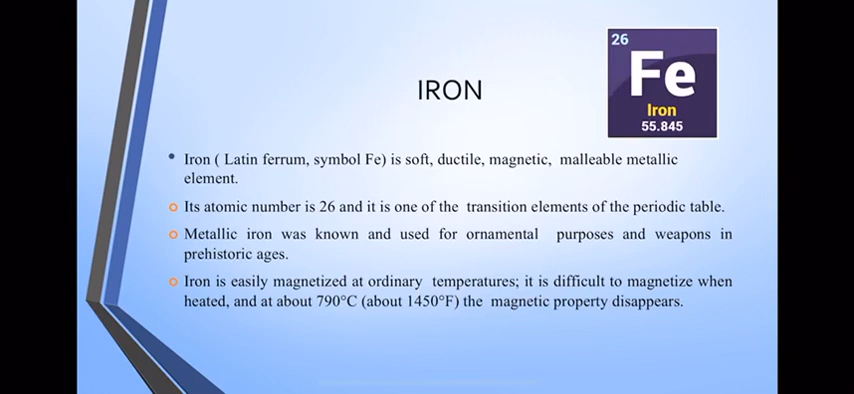 26
Fe
Iron
55.845
IRON
• Iron ( Latin ferrum, symbol Fe) is soft, ductile, magnetic, malleable metallic
element.
Its atomic number is 26 and it is one of the transition elements of the periodic table.
Metallic iron was known and used for ornamental purposes and weapons in
prehistoric ages.
Iron is easily magnetized at ordinary temperatures; it is difficult to magnetize when
heated, and at about 790°C (about 1450°F) the magnetic property disappears.